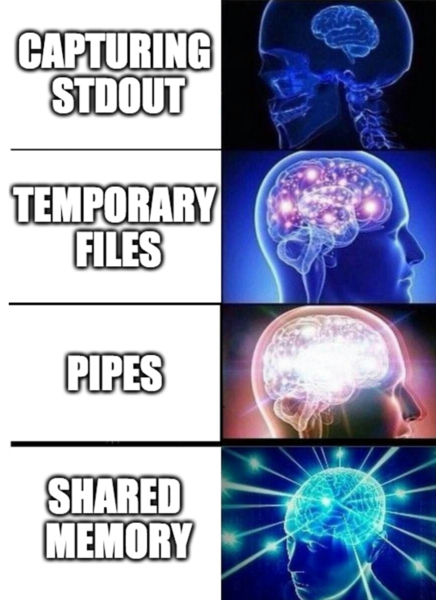 CAPTURING
STDOUT
TEMPORARY
FILES
PIPES
SHARED
MEMORY